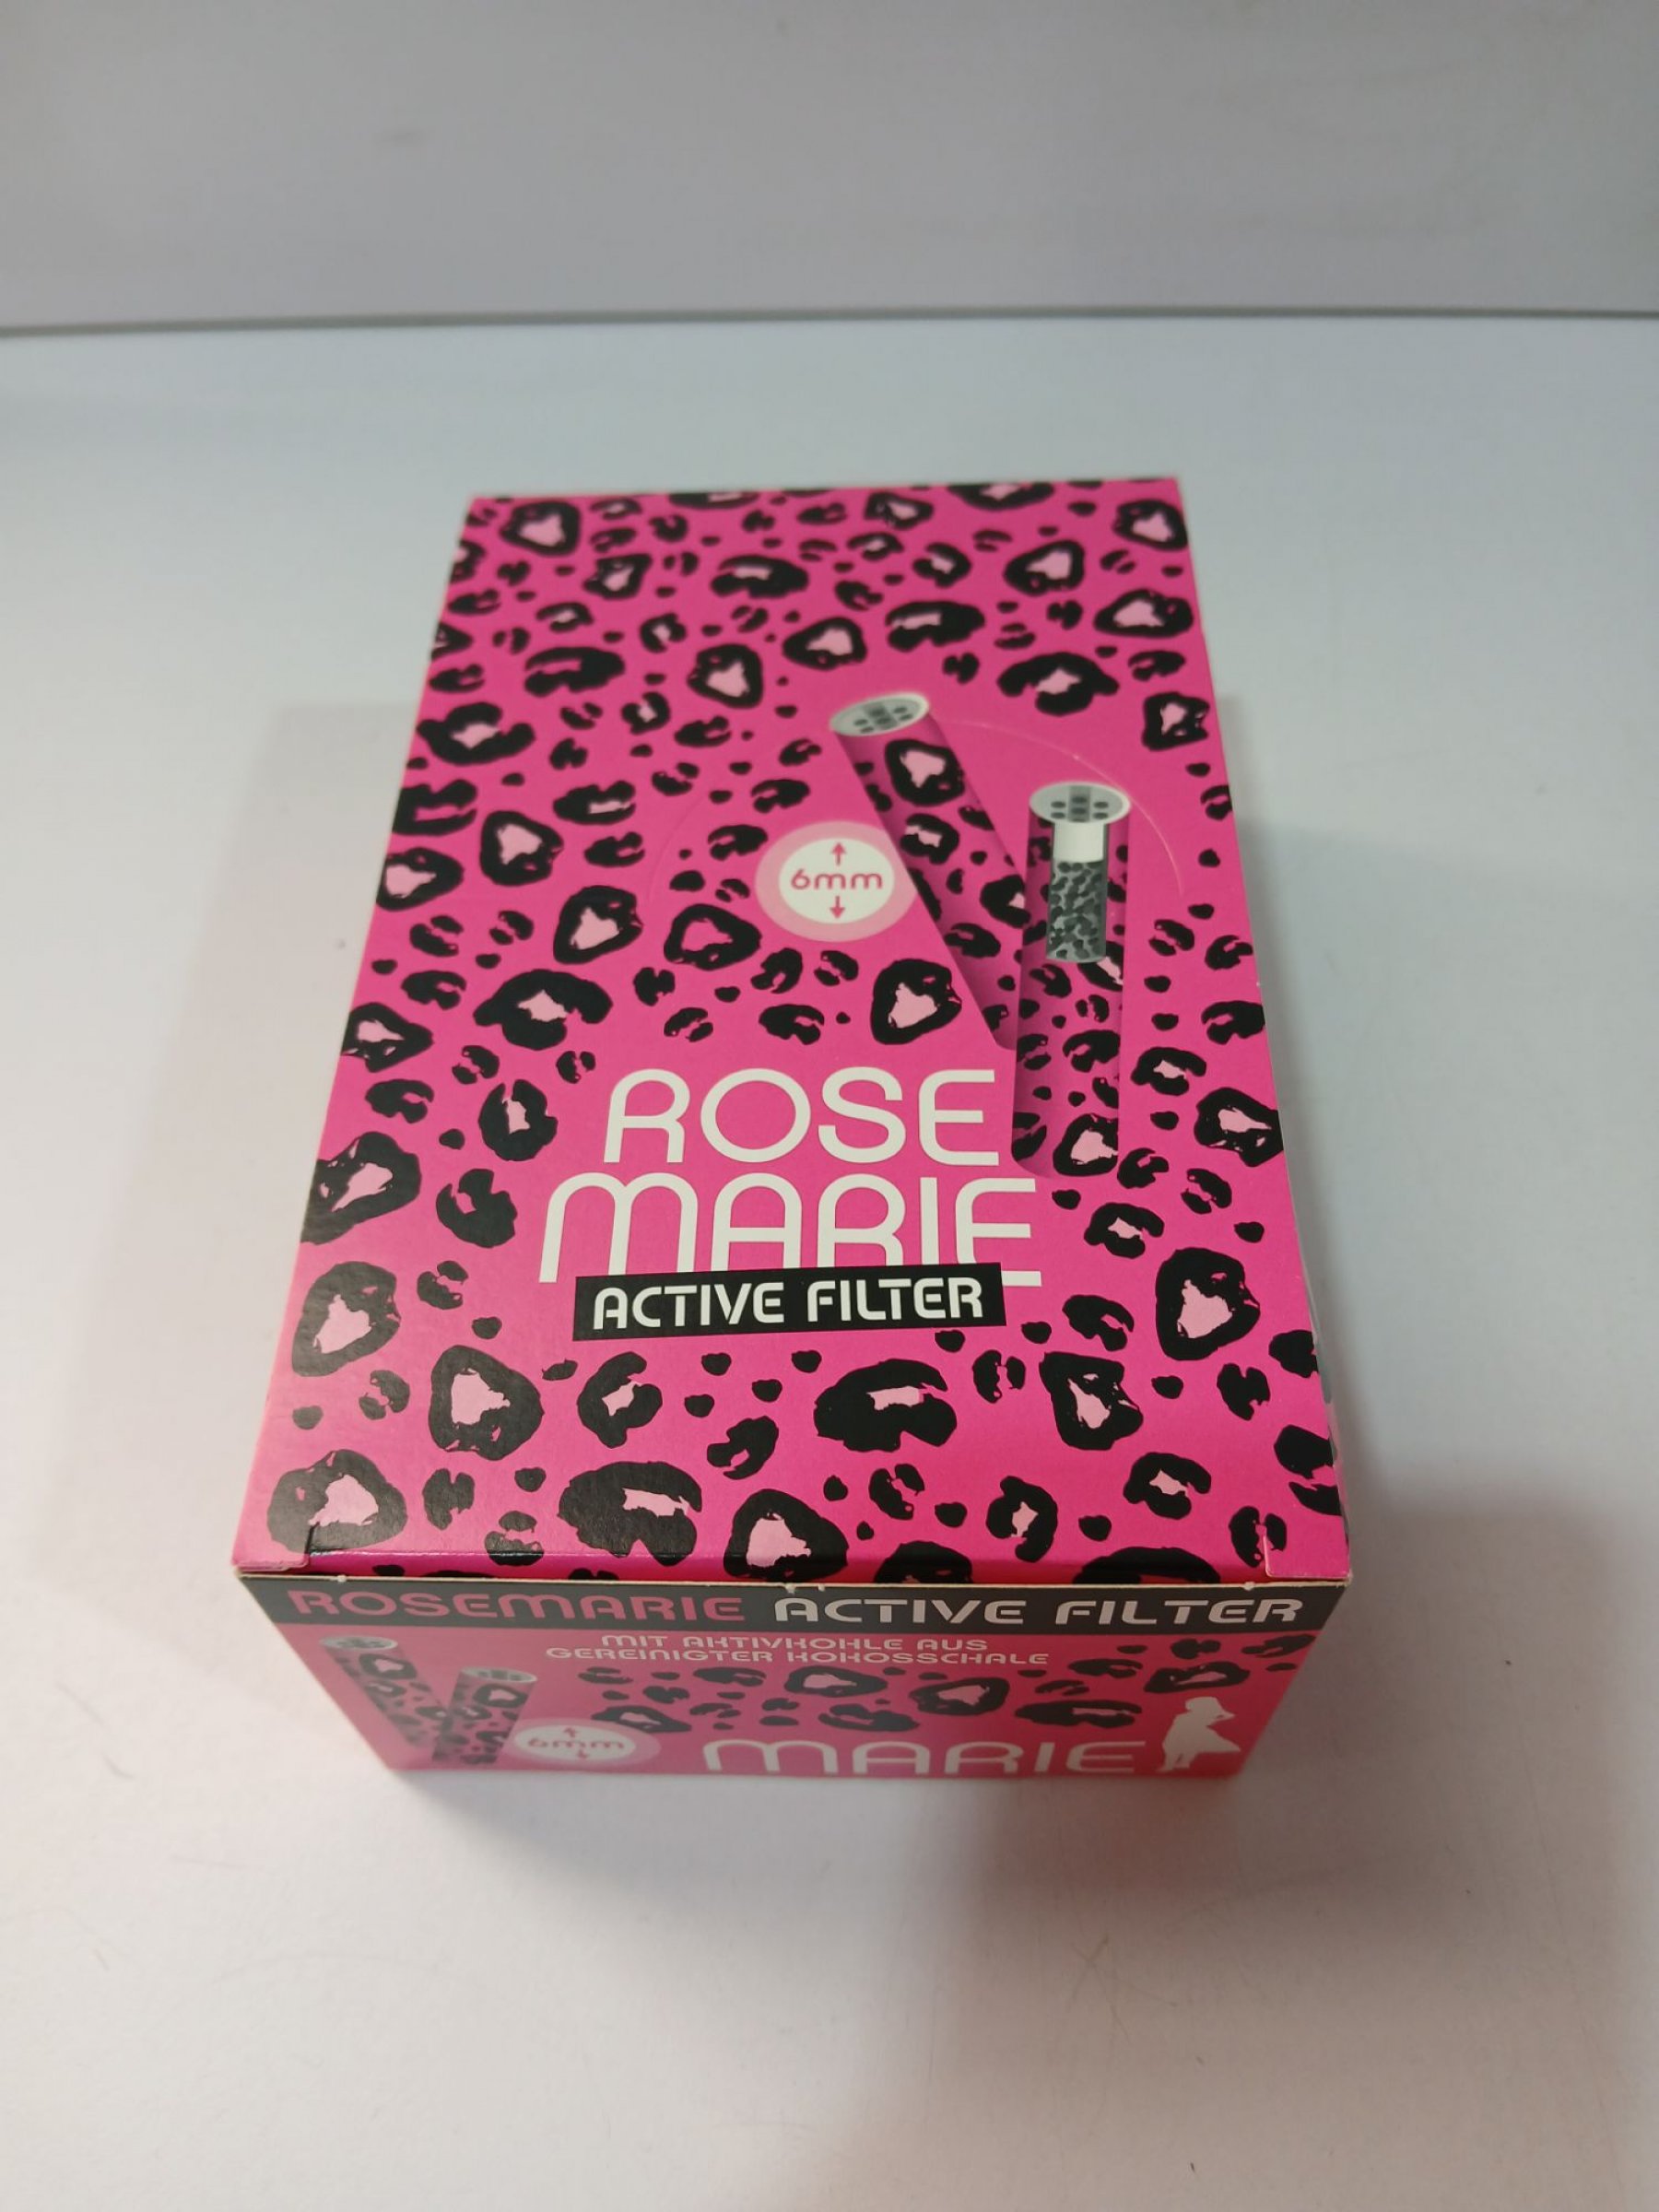 6mm
ROSE
MARIE
ACTIVE FILTER
ROSEMARIE ACTIVE FILTER
MIT AKTIVKOHLE AUS
GEREINIGTER KOKOSSCHALE
6mm
MARIE